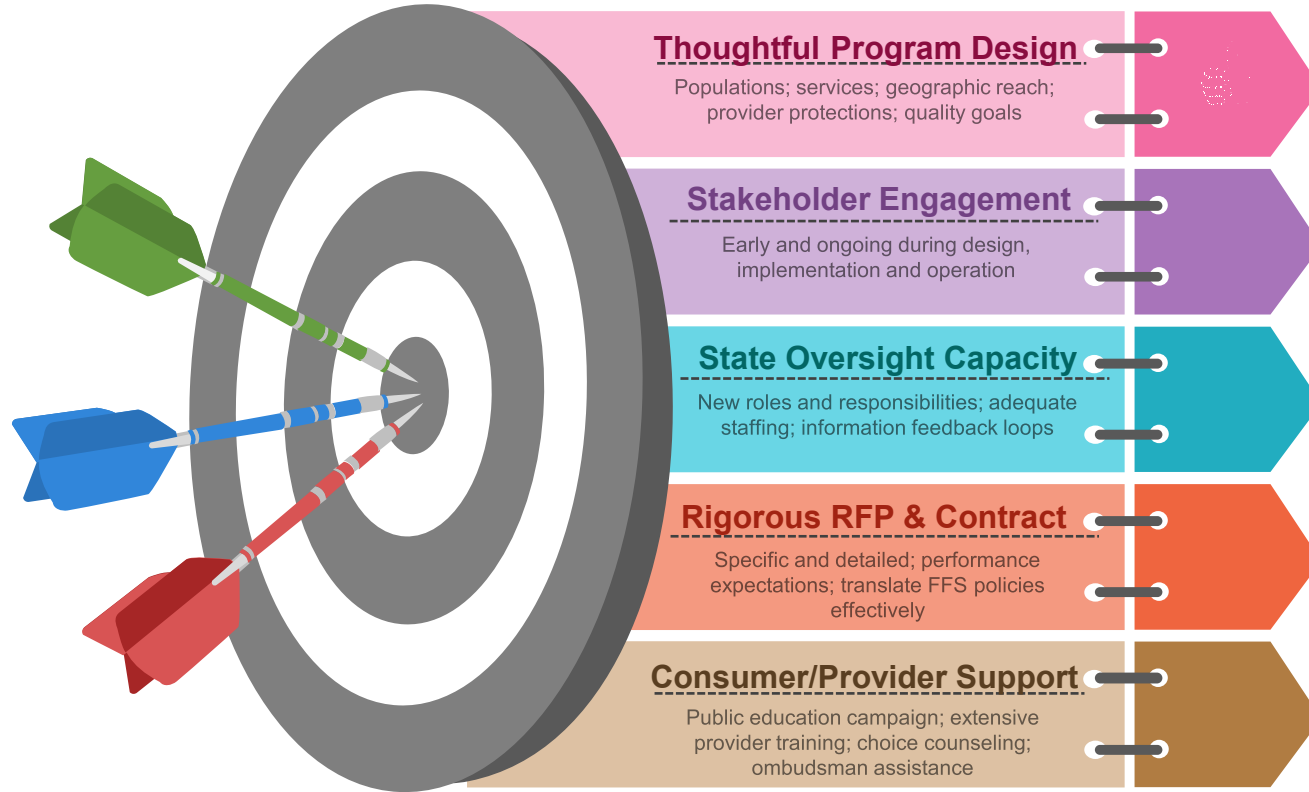 Thoughtful Program Design
Populations; services; geographic reach;
provider protections; quality goals
Stakeholder Engagement
Early and ongoing during design,
implementation and operation
State Oversight Capacity
New roles and responsibilities; adequate
staffing; information feedback loops
Rigorous RFP & Contract
Specific and detailed; performance
expectations; translate FFS policies
effectively
Consumer/Provider Support
Public education campaign; extensive
provider training; choice counseling;
ombudsman assistance